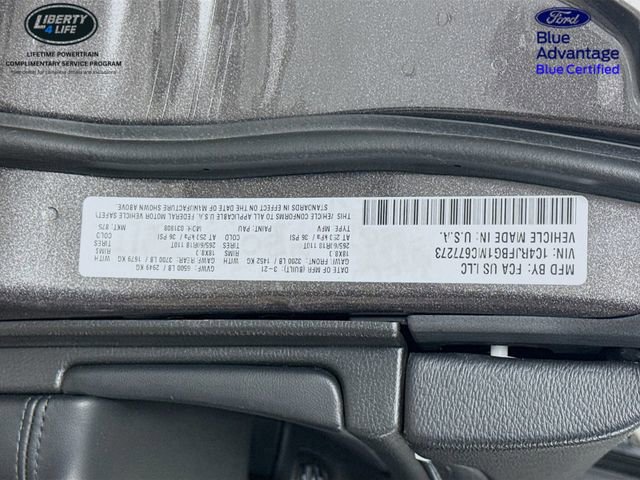 LIBERTY
4 LIFE
LIFETIME POWERTRAIN
COMPLIMENTARY SERVICE PROGRAM
Ford
Blue
Advantage
Blue Certified
MFD BY: FCA US LLC
DATE OF MFR (BUILT): 3-21
GVWR: 6500 LB ( 2949 KG
GAWR: FRONT: 3200 LB ( 1452 KG WITH
GAWR: REAR: 3700 LB ( 1679 KG WITH
18X8.0 RIMS
18X8.0 RIMS
265/60R18 110T TIRES
265/60R18 110T TIRES
AT 250 kPa ( 36 PSI COLD
AT 250 kPa ( 36 PSI COLD
TYPE: MPV PAINT: PAU
MDH: 031908
MKT: 875
THIS VEHICLE CONFORMS TO ALL APPLICABLE U.S.A. FEDERAL MOTOR VEHICLE SAFETY
STANDARDS IN EFFECT ON THE DATE OF MANUFACTURE SHOWN ABOVE.
VEHICLE MADE IN: U.S.A.